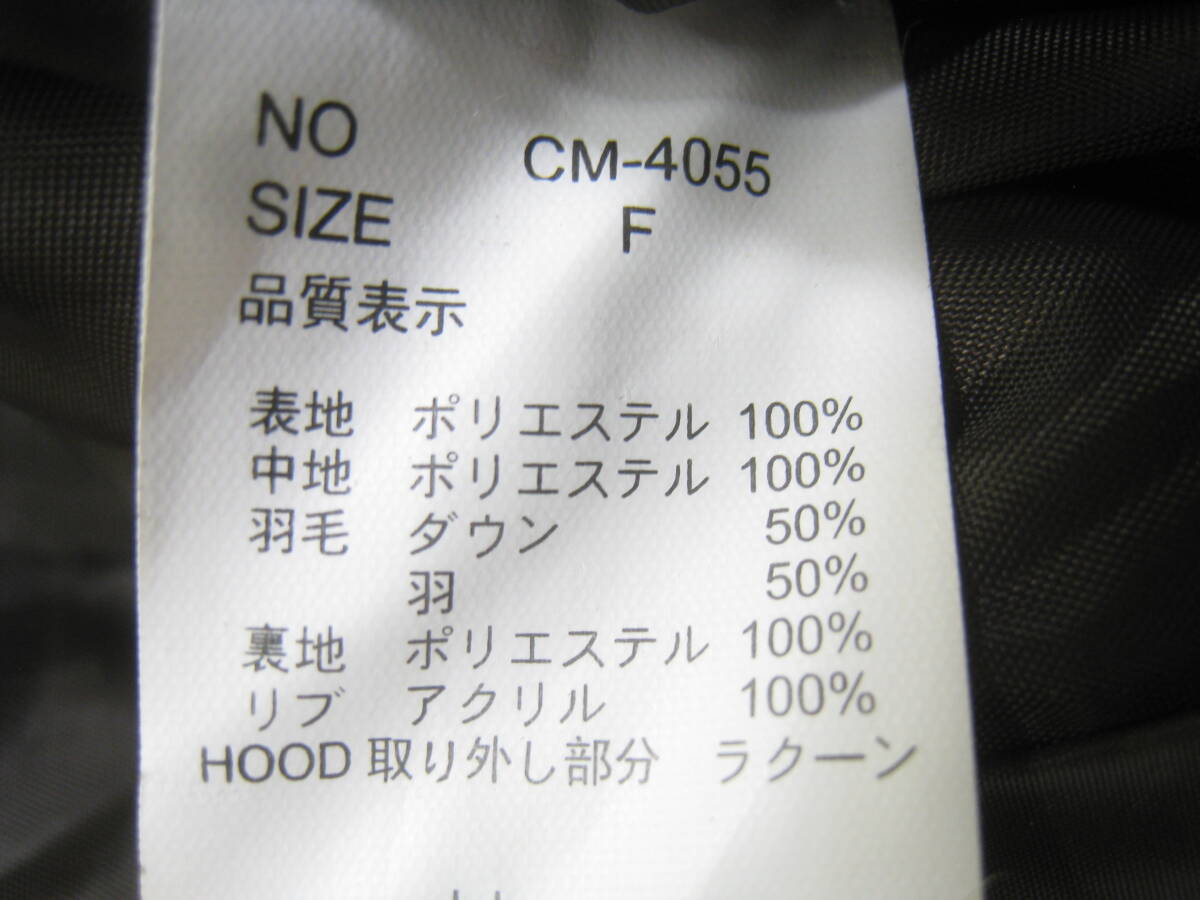 NO CM-4055
SIZE F
品質表示
表地 ポリエステル 100%
中地 ポリエステル 100%
羽毛 ダウン 50%
羽 50%
裏地 ポリエステル 100%
リブ アクリル 100%
HOOD 取り外し部分 ラクーン